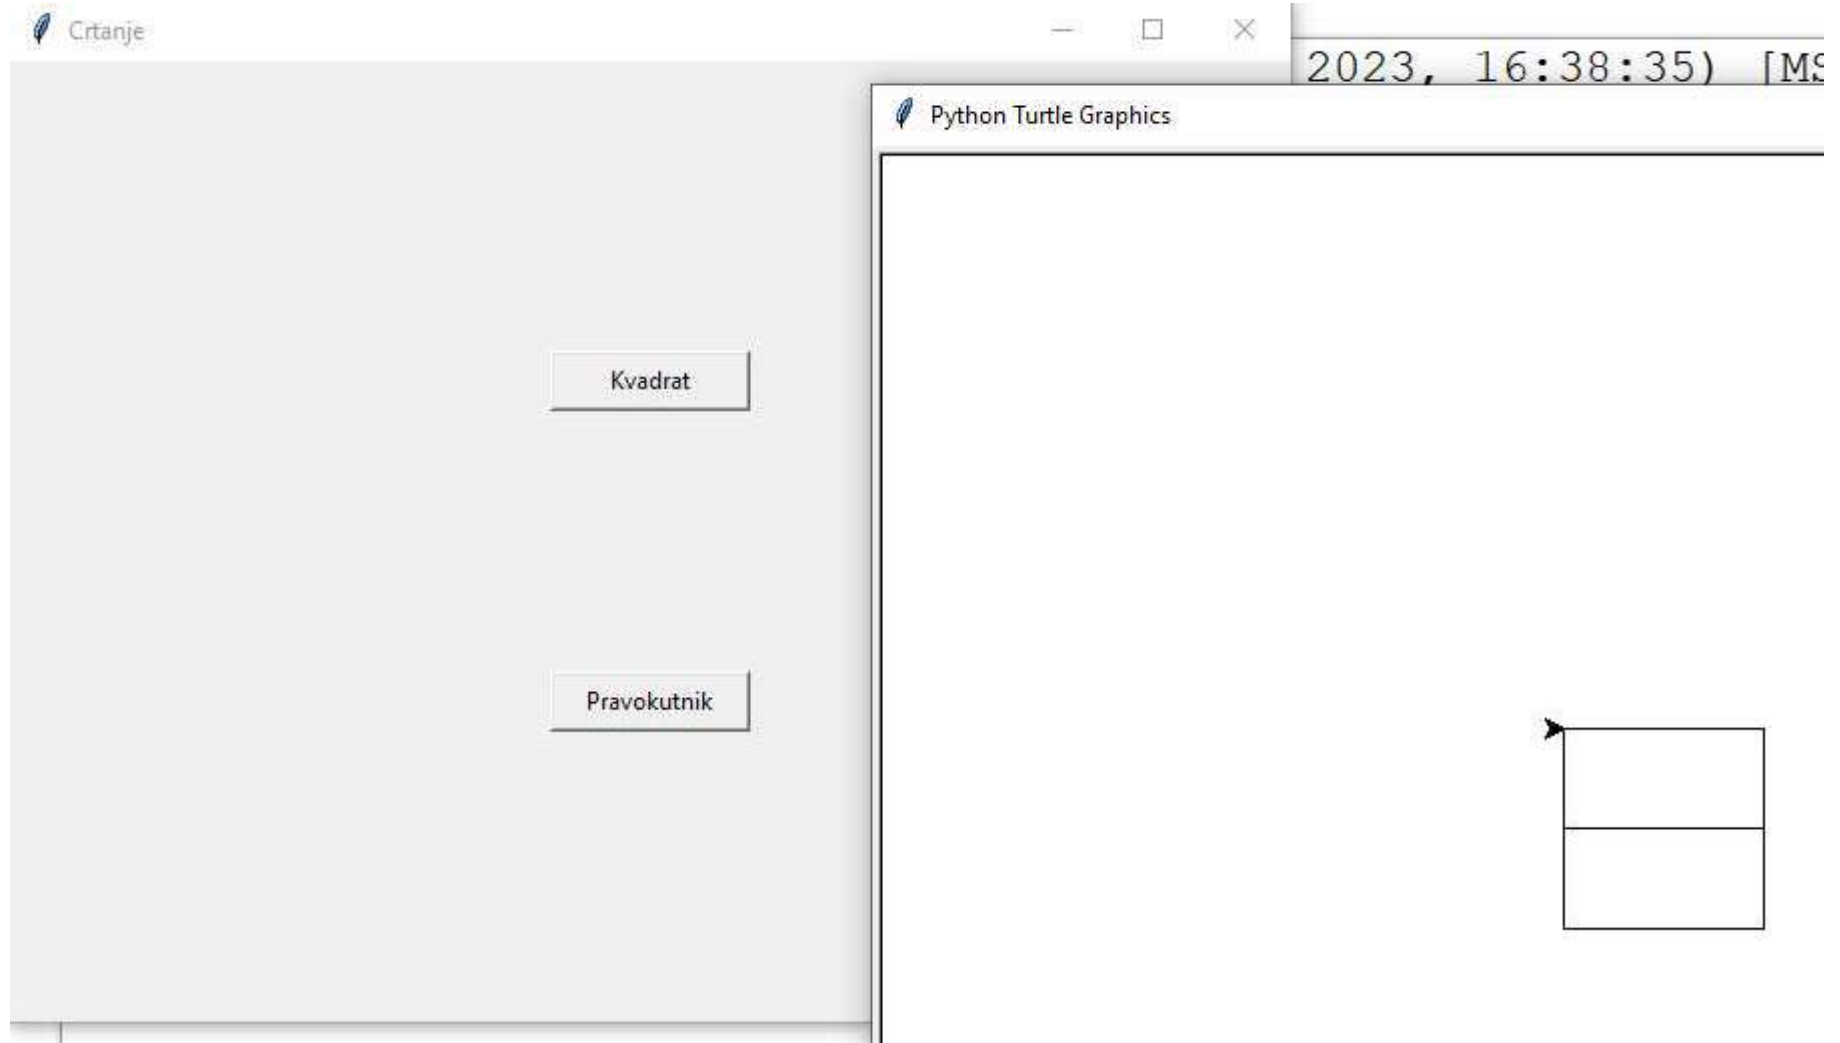 Crtanje
2023, 16:38:35) [MS
Python Turtle Graphics
Kvadrat
Pravokutnik